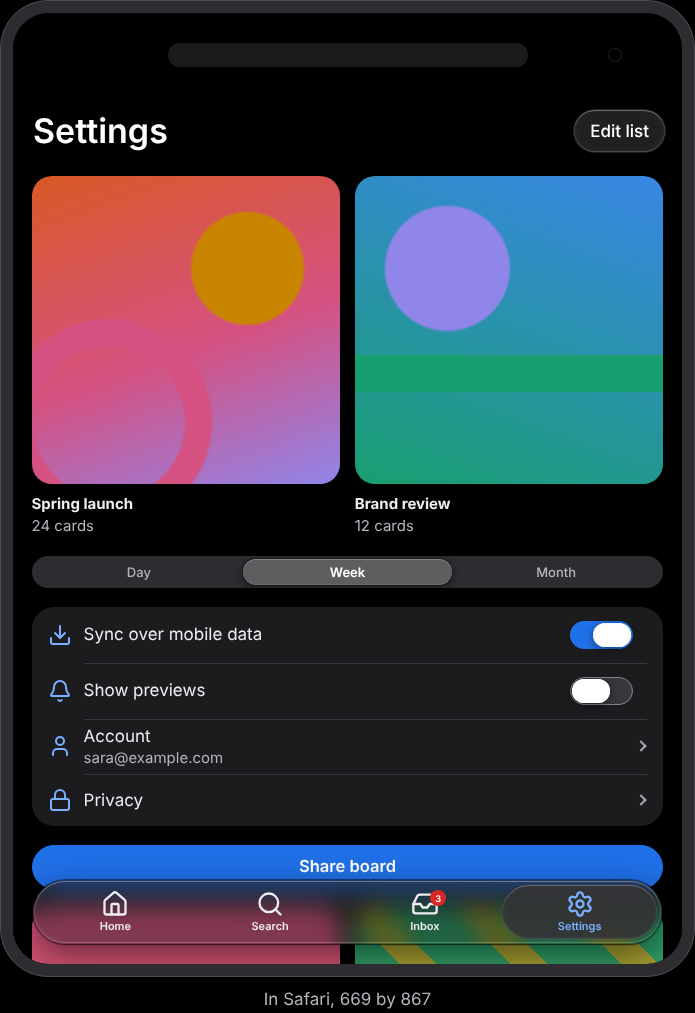 Settings
Edit list
Spring launch
24 cards
Brand review
12 cards
Day
Week
Month
Sync over mobile data
Show previews
Account
sara@example.com
Privacy
Share board
Home
Search
3
Inbox
Settings
In Safari, 669 by 867